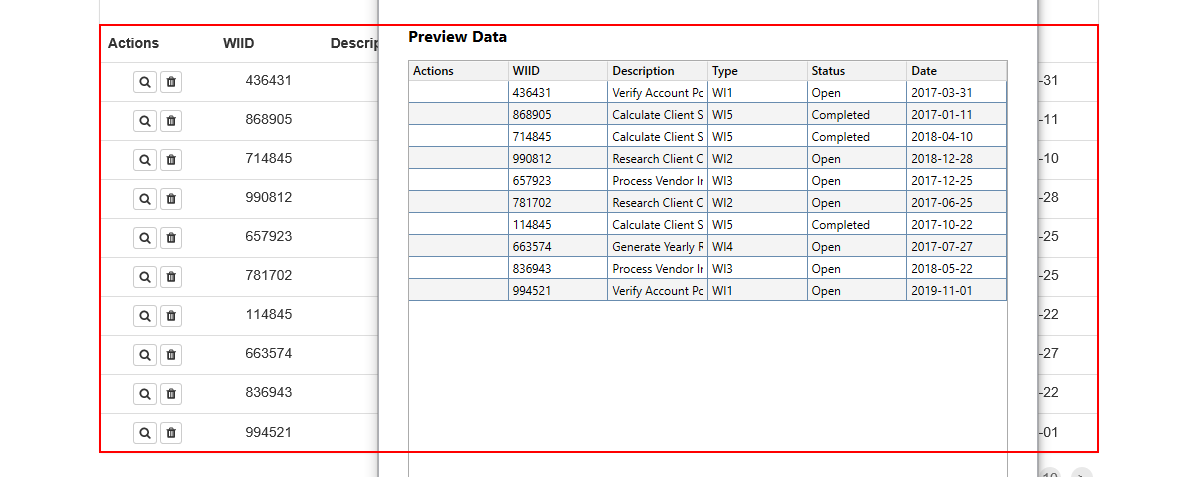 Actions WIID Descrip
436431 -31
868905 -11
714845 -10
990812 -28
657923 -25
781702 -25
114845 -22
663574 -27
836943 -22
994521 -01
Preview Data
Actions WIID Description Type Status Date
436431 Verify Account Po WI1 Open 2017-03-31
868905 Calculate Client S WI5 Completed 2017-01-11
714845 Calculate Client S WI5 Completed 2018-04-10
990812 Research Client C WI2 Open 2018-12-28
657923 Process Vendor In WI3 Open 2017-12-25
781702 Research Client C WI2 Open 2017-06-25
114845 Calculate Client S WI5 Completed 2017-10-22
663574 Generate Yearly R WI4 Open 2017-07-27
836943 Process Vendor In WI3 Open 2018-05-22
994521 Verify Account Po WI1 Open 2019-11-01